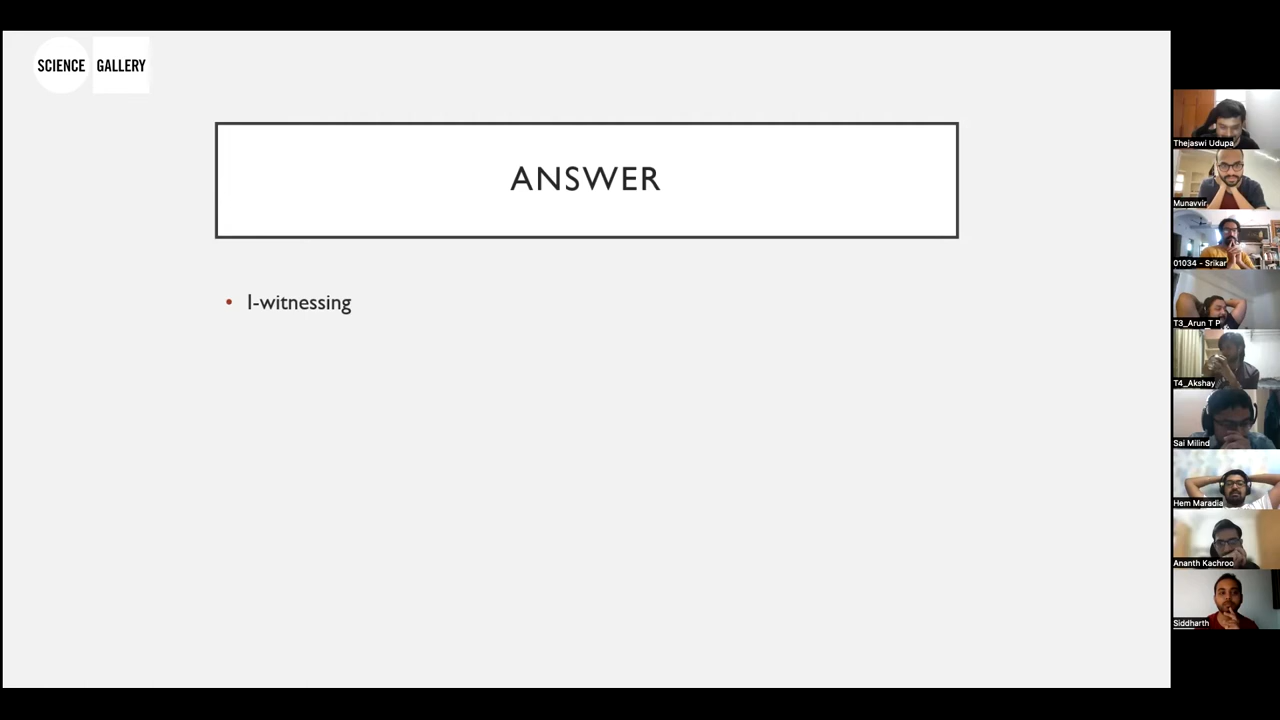 SCIENCE GALLERY
ANSWER
• I-witnessing
Thejaswi Udupa
Munavvir
01034 - Srikar
T3_Arun T P
T4_Akshay
Sai Milind
Hem Maradia
Ananth Kachroo
Siddharth